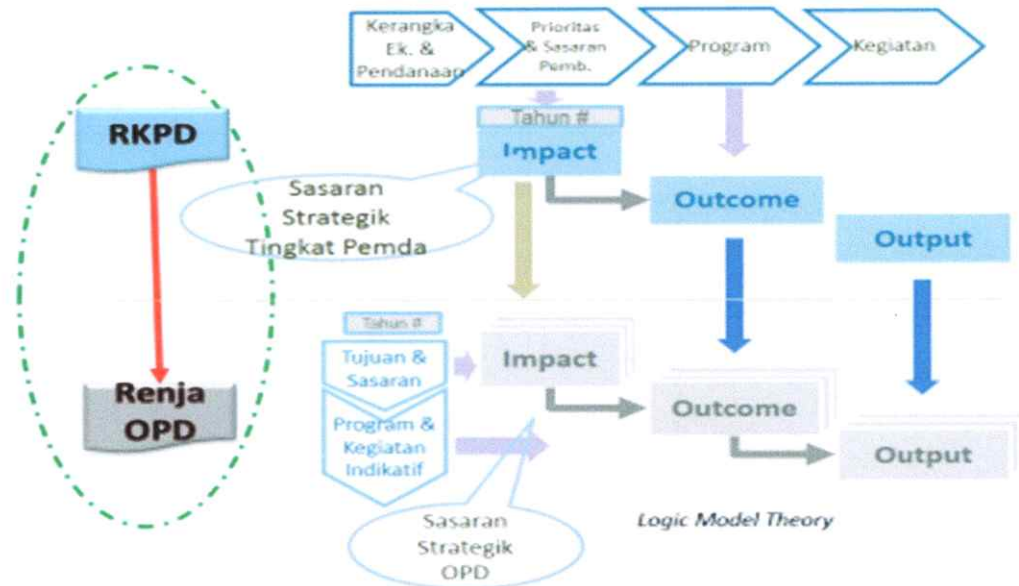 Kerangka
Ek. &
Pendanaan
Prioritas
& Sasaran
Pemb.
Program
Kegiatan
Tahun #
Impact
RKPD
Sasaran
Strategik
Tingkat Pemda
Outcome
Output
Tahun #
Tujuan &
Sasaran
Impact
Renja
OPD
Program &
Kegiatan
Indikatif
Outcome
Output
Sasaran
Strategik
OPD
Logic Model Theory